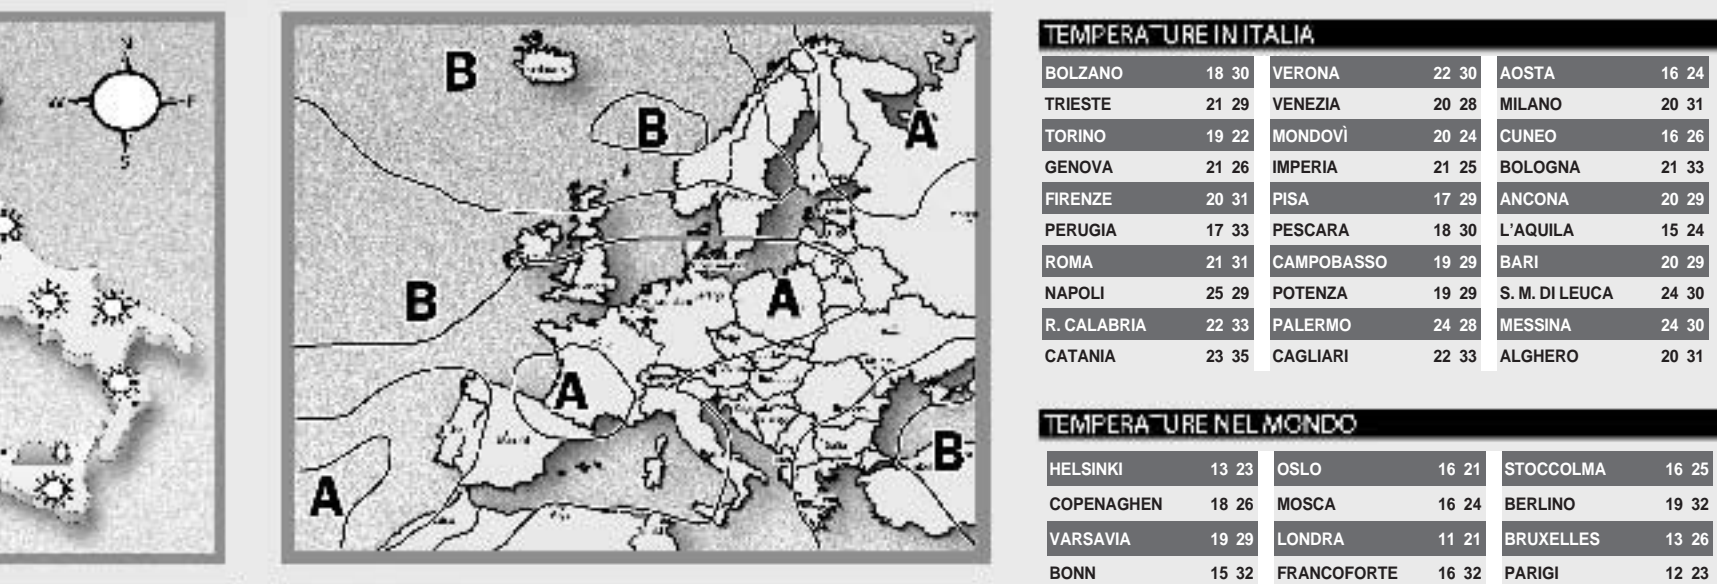 N
S
B
B
A
B
A
A
B
A
TEMPERATURE IN ITALIA
BOLZANO 18 30 VERONA 22 30 AOSTA 16 24
TRIESTE 21 29 VENEZIA 20 28 MILANO 20 31
TORINO 19 22 MONDOVÌ 20 24 CUNEO 16 26
GENOVA 21 26 IMPERIA 21 25 BOLOGNA 21 33
FIRENZE 20 31 PISA 17 29 ANCONA 20 29
PERUGIA 17 33 PESCARA 18 30 L'AQUILA 15 24
ROMA 21 31 CAMPOBASSO 19 29 BARI 20 29
NAPOLI 25 29 POTENZA 19 29 S. M. DI LEUCA 24 30
R. CALABRIA 22 33 PALERMO 24 28 MESSINA 24 30
CATANIA 23 35 CAGLIARI 22 33 ALGHERO 20 31
TEMPERATURE NEL MONDO
HELSINKI 13 23 OSLO 16 21 STOCCOLMA 16 25
COPENAGHEN 18 26 MOSCA 16 24 BERLINO 19 32
VARSAVIA 19 29 LONDRA 11 21 BRUXELLES 13 26
BONN 15 32 FRANCOFORTE 16 32 PARIGI 12 23